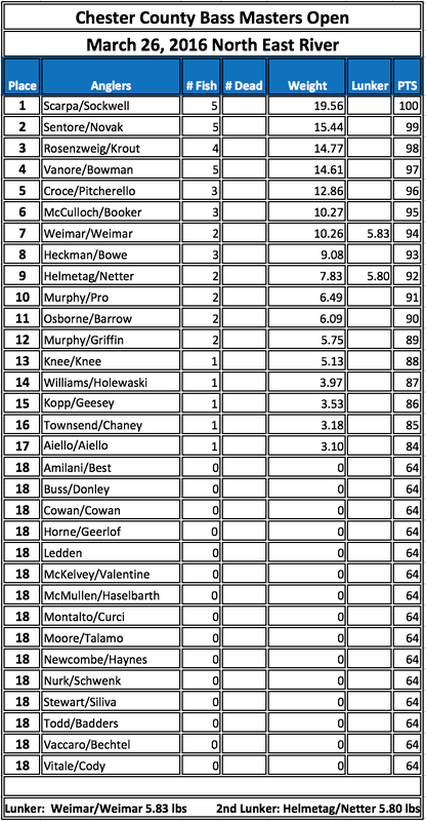 Chester County Bass Masters Open
March 26, 2016 North East River
Place Anglers # Fish # Dead Weight Lunker PTS
1 Scarpa/Sockwell 5 19.56 100
2 Sentore/Novak 5 15.44 99
3 Rosenzweig/Krout 4 14.77 98
4 Vanore/Bowman 5 14.61 97
5 Croce/Pitcherello 3 12.86 96
6 McCulloch/Booker 3 10.27 95
7 Weimar/Weimar 2 10.26 5.83 94
8 Heckman/Bowe 3 9.08 93
9 Helmetag/Netter 2 7.83 5.80 92
10 Murphy/Pro 2 6.49 91
11 Osborne/Barrow 2 6.09 90
12 Murphy/Griffin 2 5.75 89
13 Knee/Knee 1 5.13 88
14 Williams/Holewaski 1 3.97 87
15 Kopp/Geesey 1 3.53 86
16 Townsend/Chaney 1 3.18 85
17 Aiello/Aiello 1 3.10 84
18 Amilani/Best 0 0 64
18 Buss/Donley 0 0 64
18 Cowan/Cowan 0 0 64
18 Horne/Geerlof 0 0 64
18 Ledden 0 0 64
18 McKelvey/Valentine 0 0 64
18 McMullen/Haselbarth 0 0 64
18 Montalto/Curci 0 0 64
18 Moore/Talamo 0 0 64
18 Newcombe/Haynes 0 0 64
18 Nurk/Schwenk 0 0 64
18 Stewart/Siliva 0 0 64
18 Todd/Badders 0 0 64
18 Vaccaro/Bechtel 0 0 64
18 Vitale/Cody 0 0 64
Lunker: Weimar/Weimar 5.83 lbs 2nd Lunker: Helmetag/Netter 5.80 lbs